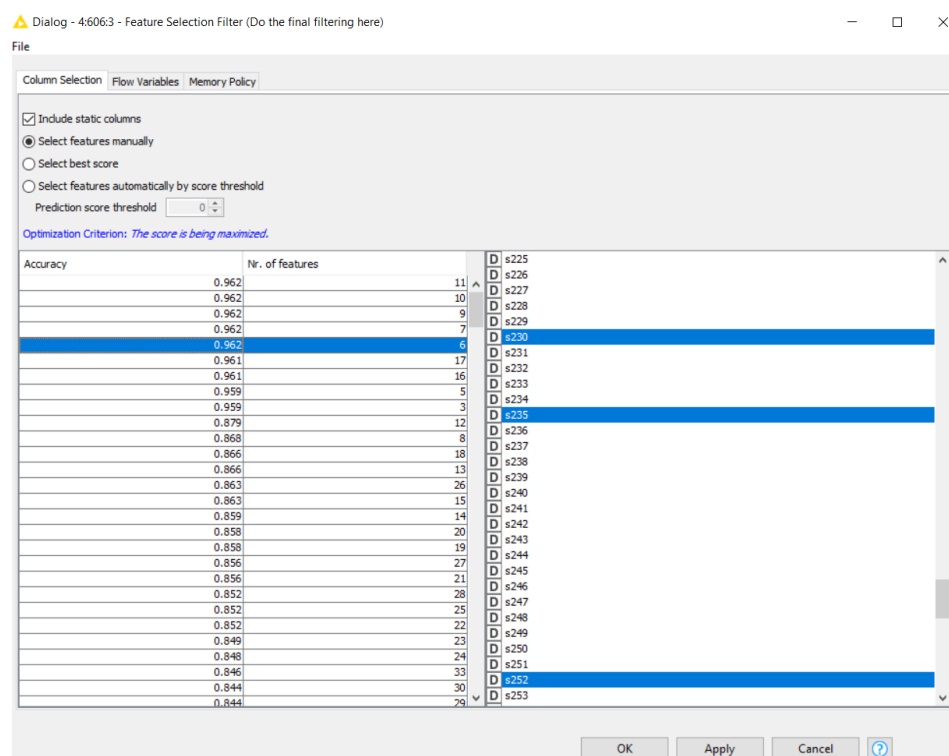 Dialog - 4:606:3 - Feature Selection Filter (Do the final filtering here)
File
Column Selection Flow Variables Memory Policy
Include static columns
Select features manually
Select best score
Select features automatically by score threshold
Prediction score threshold 0
Optimization Criterion: The score is being maximized.
Accuracy Nr. of features
0.962 11
0.962 10
0.962 9
0.962 7
0.962 6
0.961 17
0.961 16
0.959 5
0.959 3
0.879 12
0.868 8
0.866 18
0.866 13
0.863 26
0.863 15
0.859 14
0.858 20
0.858 19
0.856 27
0.856 21
0.852 28
0.852 25
0.852 22
0.849 23
0.848 24
0.846 33
0.844 30
0.844 29
D s225
D s226
D s227
D s228
D s229
D s230
D s231
D s232
D s233
D s234
D s235
D s236
D s237
D s238
D s239
D s240
D s241
D s242
D s243
D s244
D s245
D s246
D s247
D s248
D s249
D s250
D s251
D s252
D s253
OK Apply Cancel ?